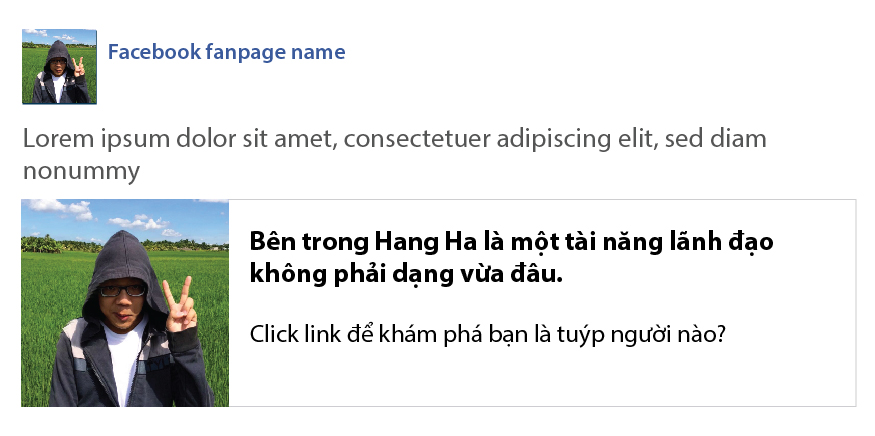 Facebook fanpage name
Lorem ipsum dolor sit amet, consectetuer adipiscing elit, sed diam
nonummy
Bên trong Hang Ha là một tài năng lãnh đạo
không phải dạng vừa đâu.
Click link để khám phá bạn là tuýp người nào?